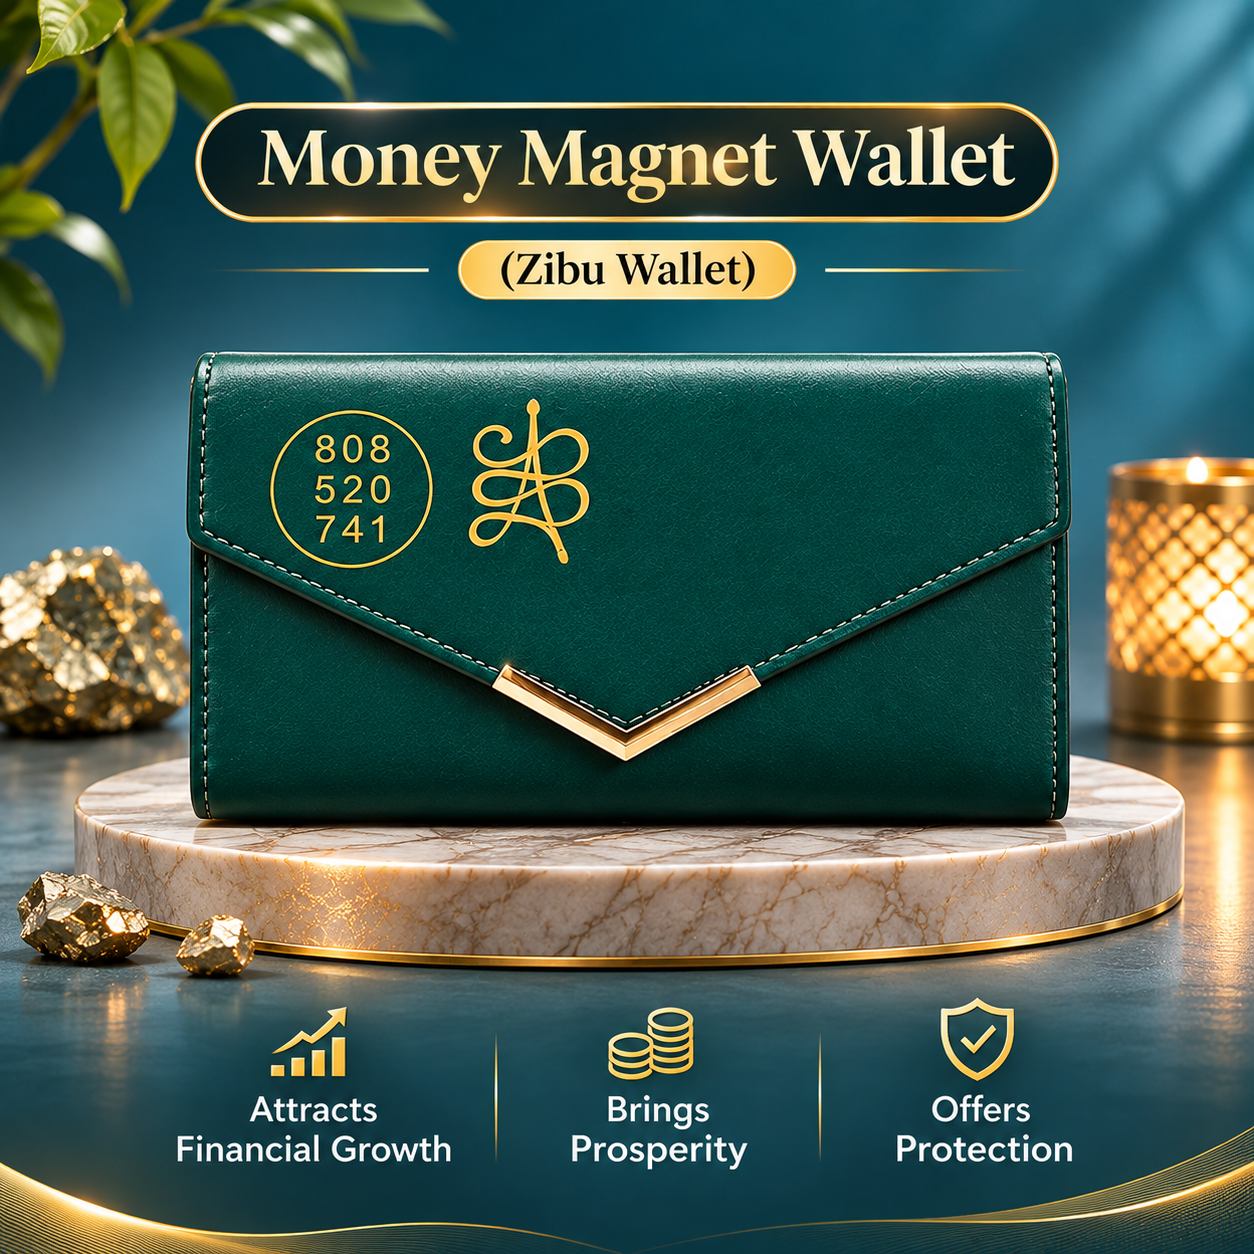 Money Magnet Wallet
(Zibu Wallet)
808
520
741
Attracts
Financial Growth
Brings
Prosperity
Offers
Protection